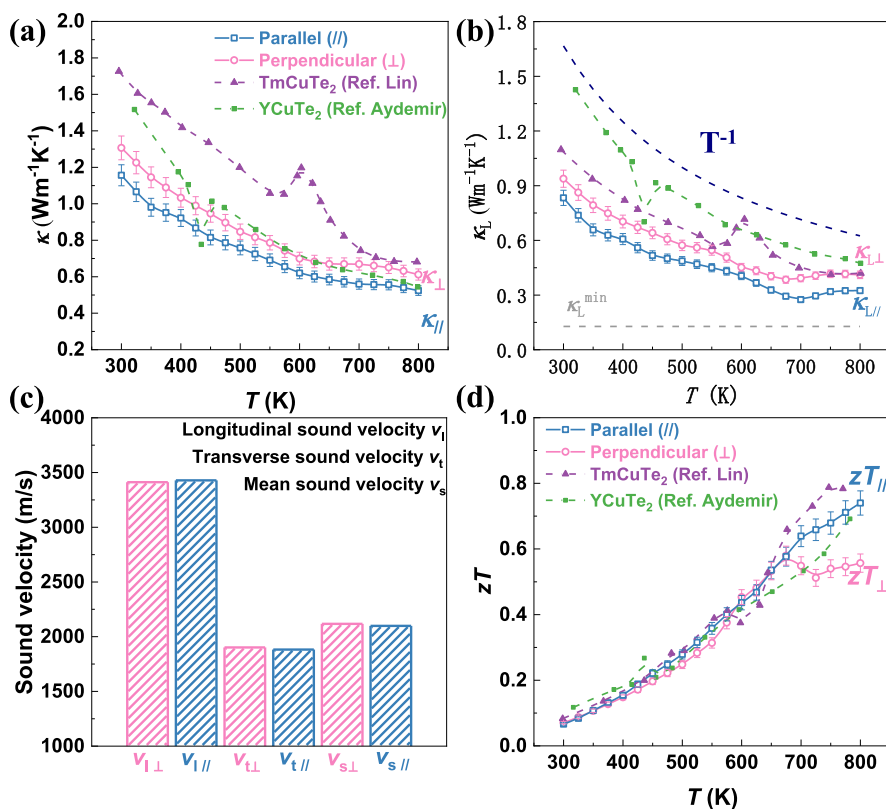 (a)
Parallel (//)
Perpendicular (⊥)
TmCuTe₂ (Ref. Lin)
YCuTe₂ (Ref. Aydemir)
2.0
1.8
1.6
1.4
1.2
1.0
0.8
0.6
0.4
0.2
κ (Wm⁻¹K⁻¹)
κ⊥
κ//
300 400 500 600 700 800
T (K)
(b)
1.8
1.5
1.2
0.9
0.6
0.3
0.0
κL (Wm⁻¹K⁻¹)
T⁻¹
κL⊥
κL//
κLᵐⁱⁿ
300 400 500 600 700 800
T (K)
(c)
4000
3500
3000
2500
2000
1500
1000
Sound velocity (m/s)
Longitudinal sound velocity vl
Transverse sound velocity vt
Mean sound velocity vs
vl⊥ vl// vt⊥ vt// vs⊥ vs//
(d)
Parallel (//)
Perpendicular (⊥)
TmCuTe₂ (Ref. Lin)
YCuTe₂ (Ref. Aydemir)
1.0
0.8
0.6
0.4
0.2
0.0
zT
zT//
zT⊥
300 400 500 600 700 800
T (K)